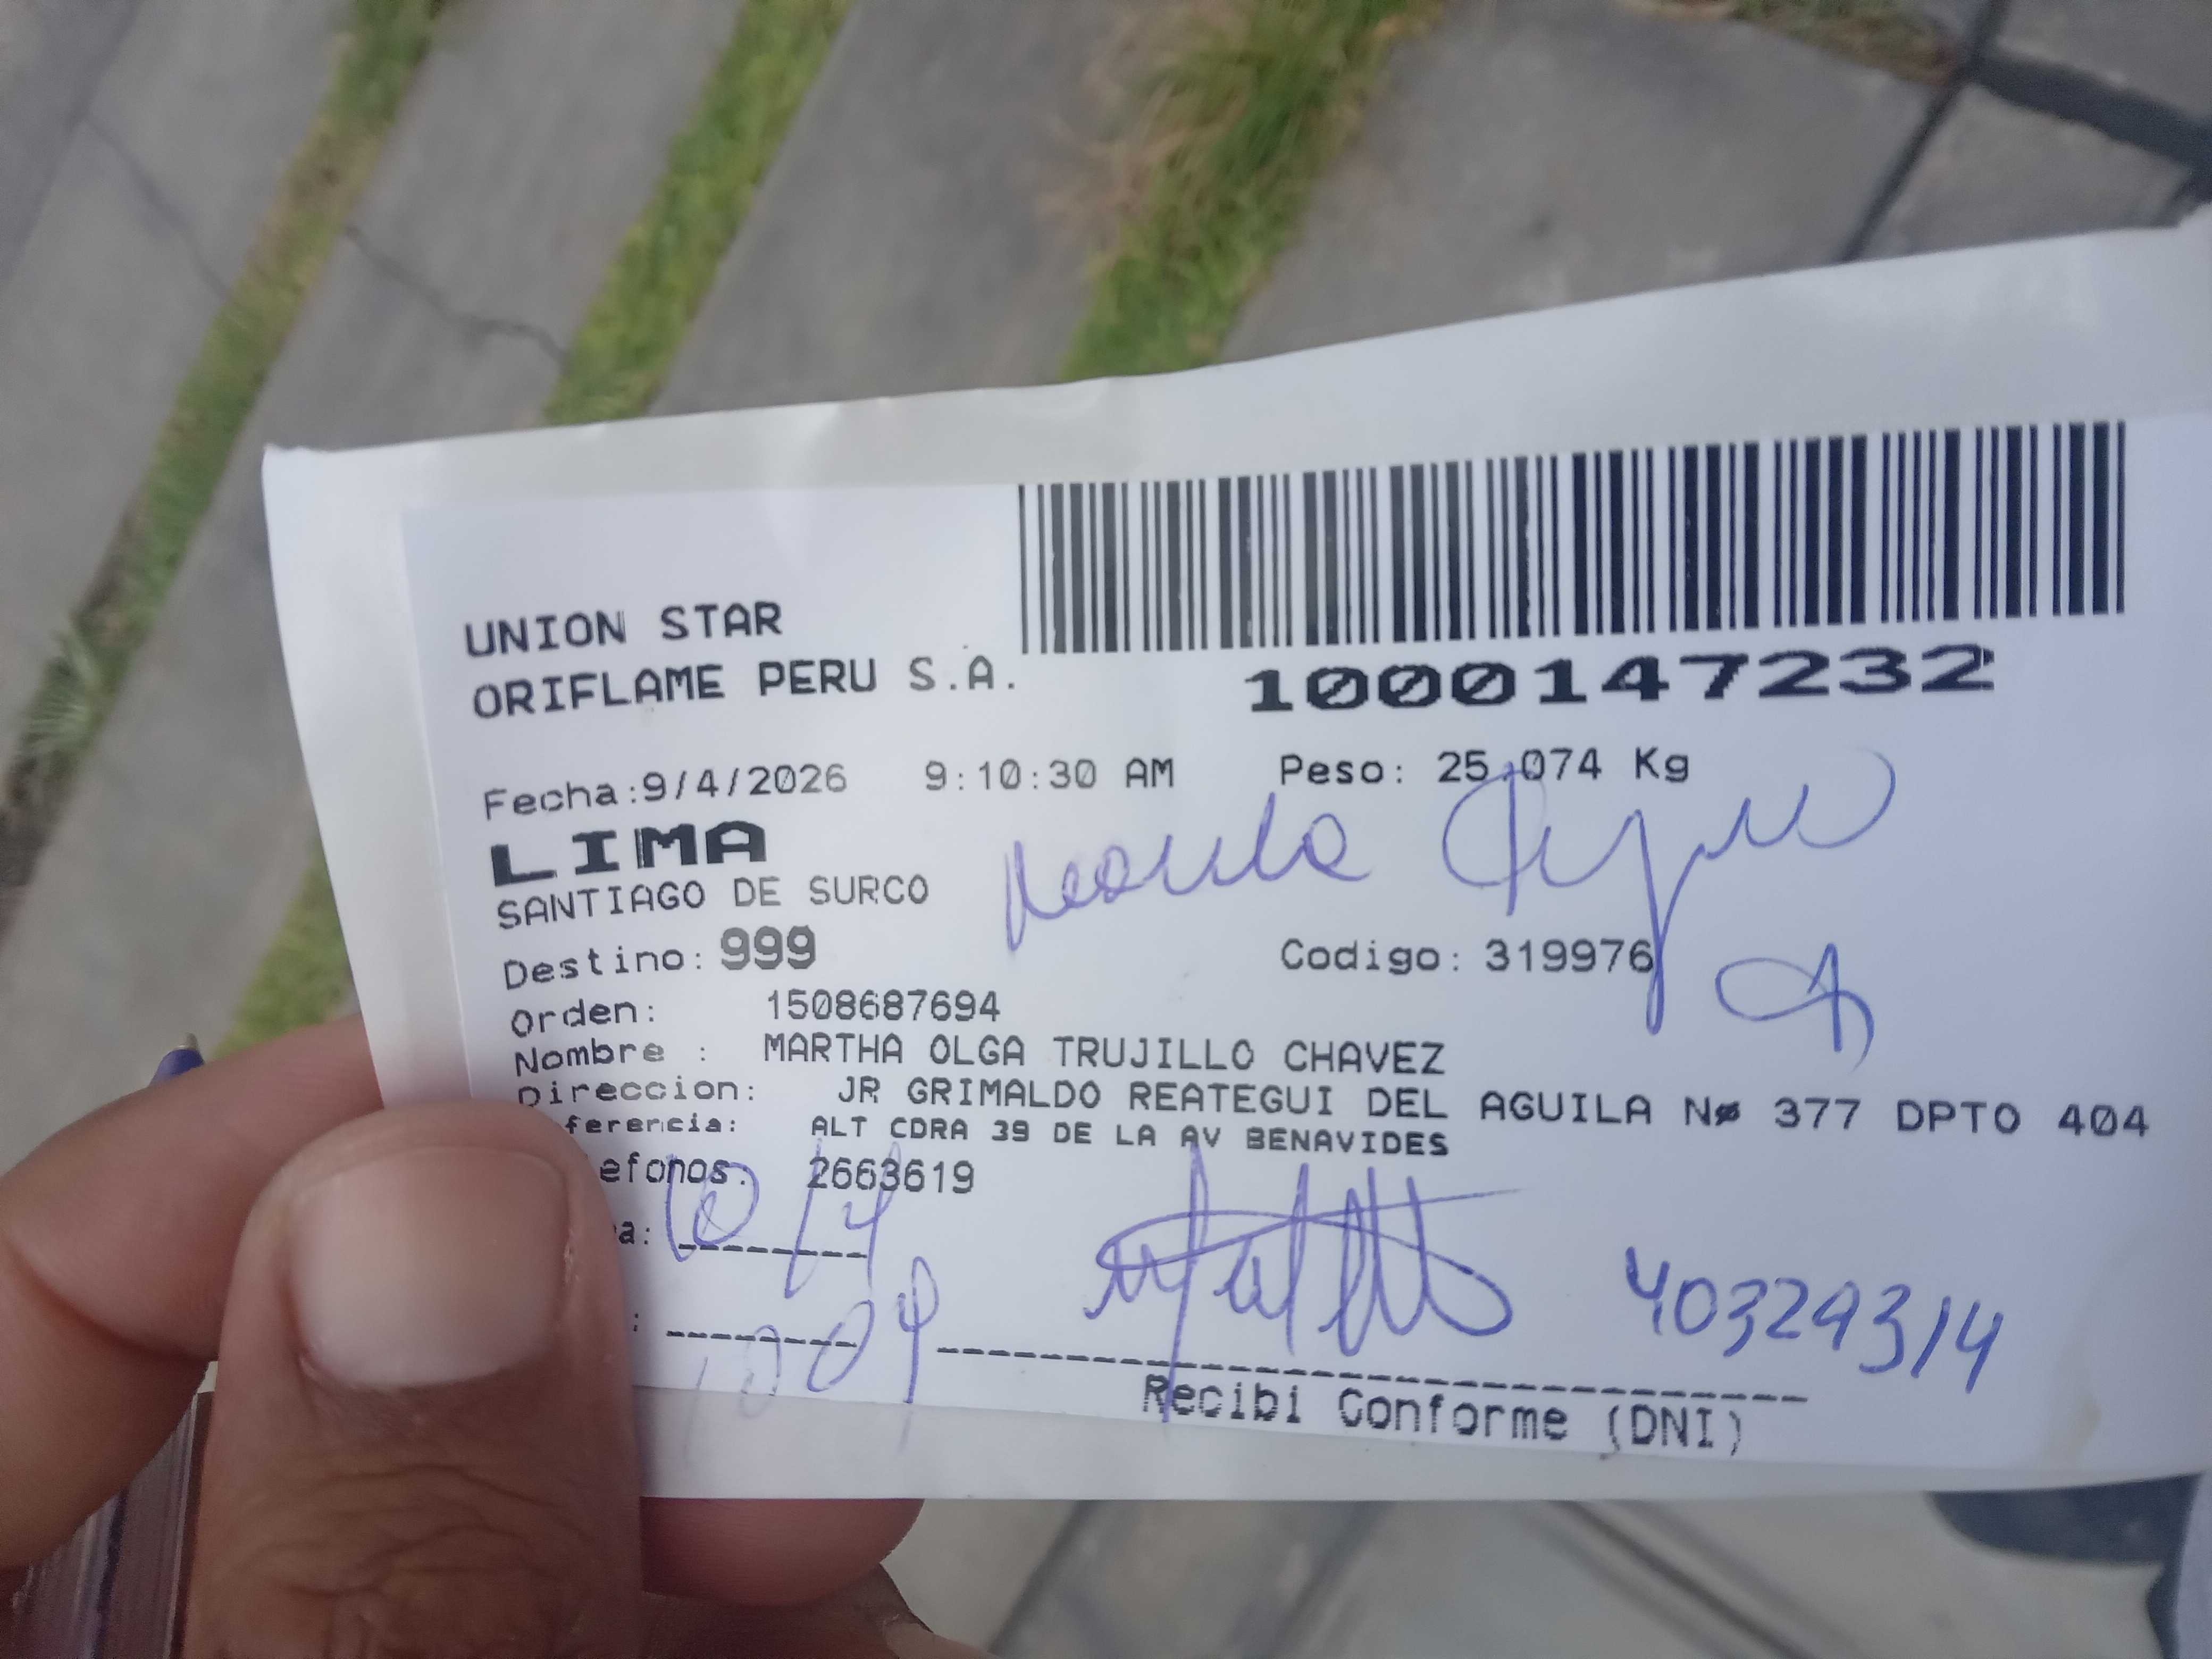 UNION STAR
ORIFLAME PERU S.A.
1000147232
Fecha:9/4/2026 9:10:30 AM Peso: 25,074 Kg
LIMA
SANTIAGO DE SURCO
Destino: 999 Codigo: 319976
Orden: 1508687694
Nombre : MARTHA OLGA TRUJILLO CHAVEZ
Direccion: JR GRIMALDO REATEGUI DEL AGUILA Nø 377 DPTO 404
ferencia: ALT CDRA 39 DE LA AV BENAVIDES
efonos: 2663619
a: 10/4
: 1009
40329314
Recibi Conforme (DNI)